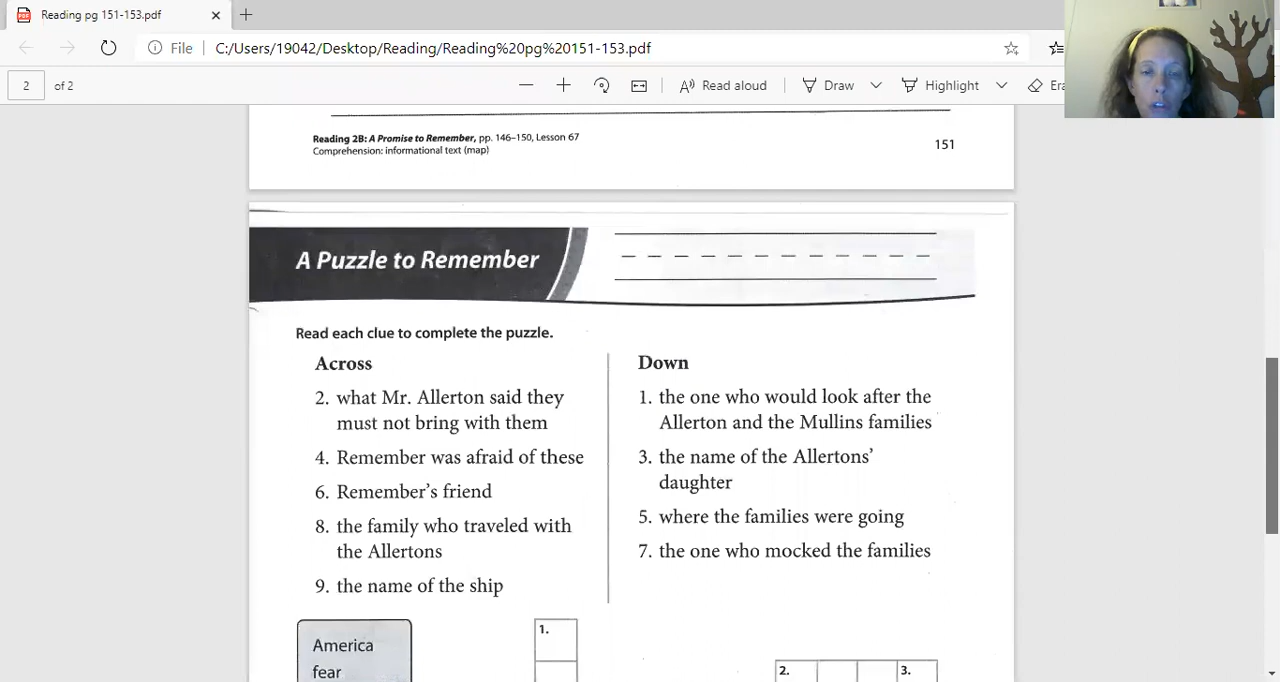 Reading pg 151-153.pdf
File C:/Users/19042/Desktop/Reading/Reading%20pg%20151-153.pdf
2 of 2 Read aloud Draw Highlight Era
Reading 2B: A Promise to Remember, pp. 146–150, Lesson 67
Comprehension: informational text (map)
151
A Puzzle to Remember
Read each clue to complete the puzzle.
Across
2. what Mr. Allerton said they
must not bring with them
4. Remember was afraid of these
6. Remember's friend
8. the family who traveled with
the Allertons
9. the name of the ship
Down
1. the one who would look after the
Allerton and the Mullins families
3. the name of the Allertons'
daughter
5. where the families were going
7. the one who mocked the families
America
fear
1.
2. 3.